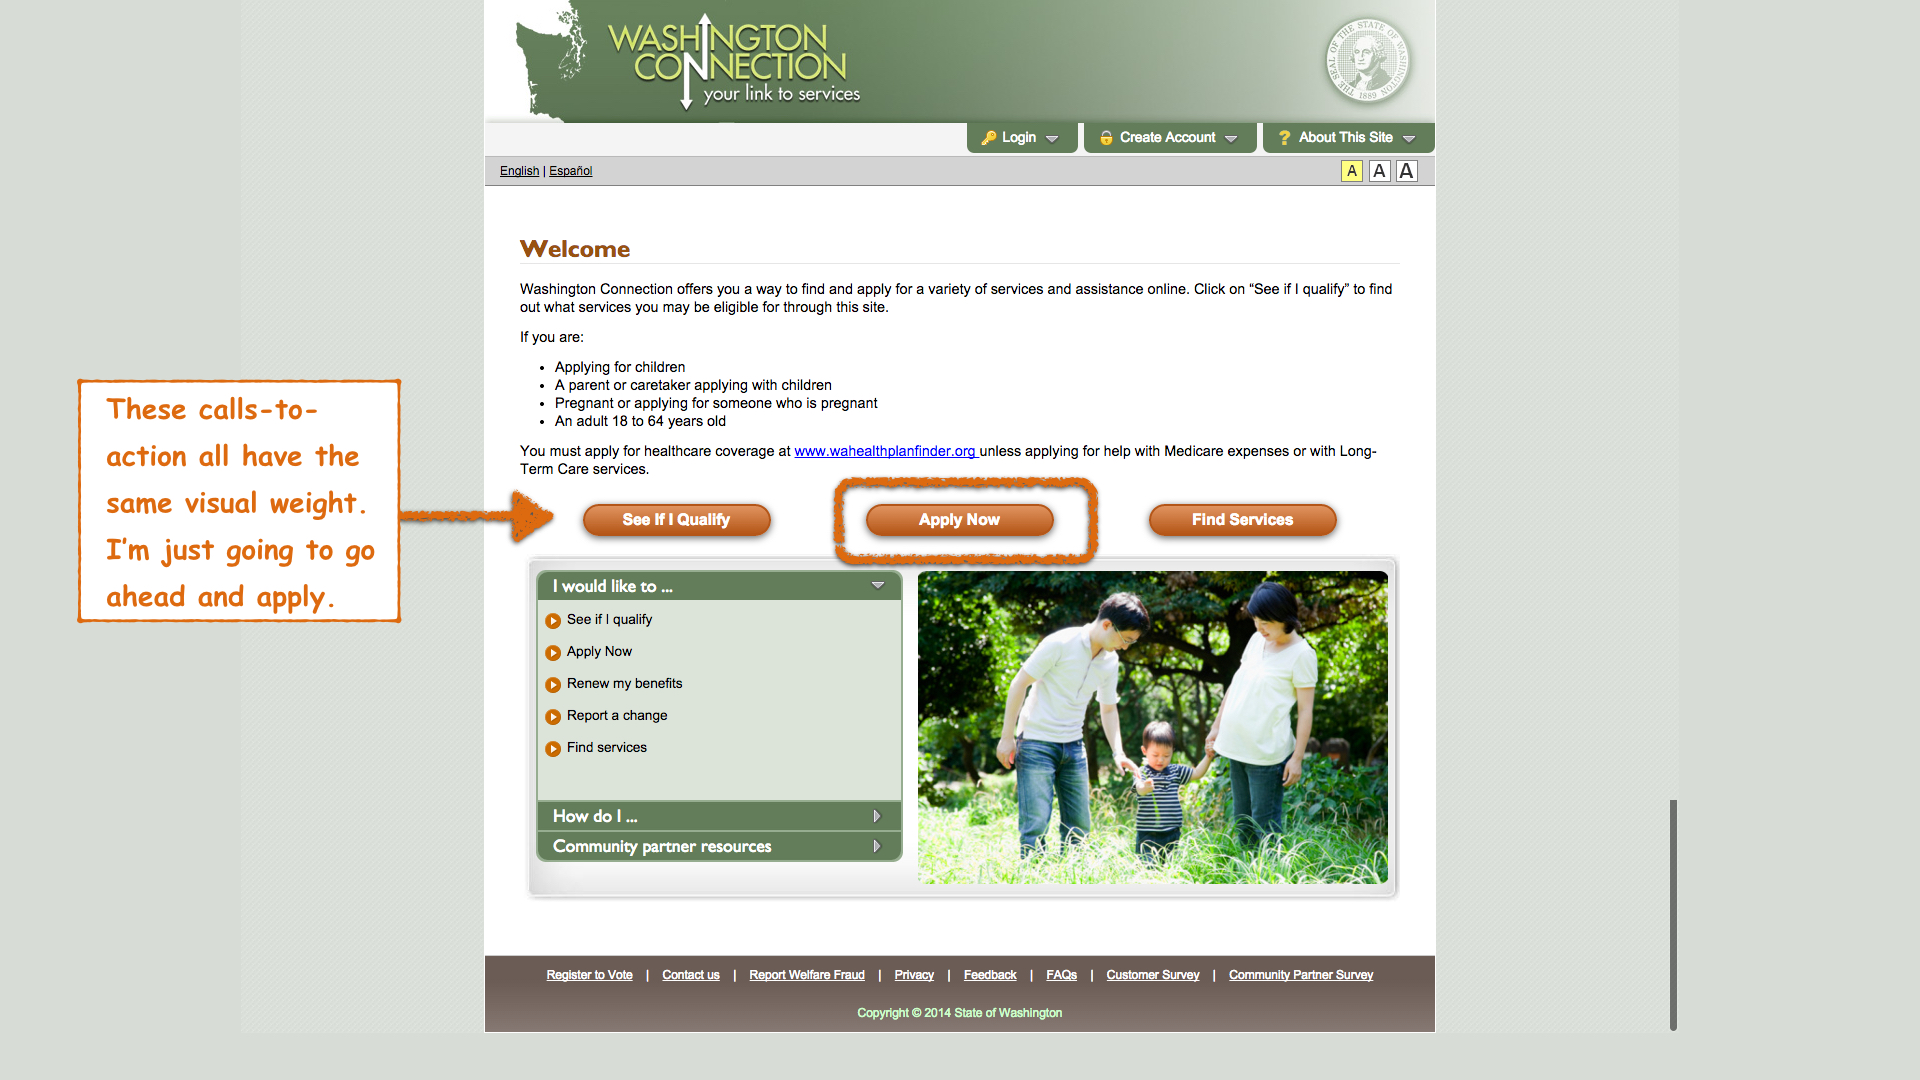 WASHINGTON
CONNECTION
your link to services
THE SEAL OF THE STATE OF WASHINGTON
1889
Login
Create Account
? About This Site
English | Español
A A A
Welcome
Washington Connection offers you a way to find and apply for a variety of services and assistance online. Click on “See if I qualify” to find
out what services you may be eligible for through this site.
If you are:
• Applying for children
• A parent or caretaker applying with children
• Pregnant or applying for someone who is pregnant
• An adult 18 to 64 years old
You must apply for healthcare coverage at www.wahealthplanfinder.org unless applying for help with Medicare expenses or with Long-
Term Care services.
These calls-to-
action all have the
same visual weight.
I'm just going to go
ahead and apply.
See If I Qualify
Apply Now
Find Services
I would like to ...
See if I qualify
Apply Now
Renew my benefits
Report a change
Find services
How do I ...
Community partner resources
Register to Vote | Contact us | Report Welfare Fraud | Privacy | Feedback | FAQs | Customer Survey | Community Partner Survey
Copyright © 2014 State of Washington